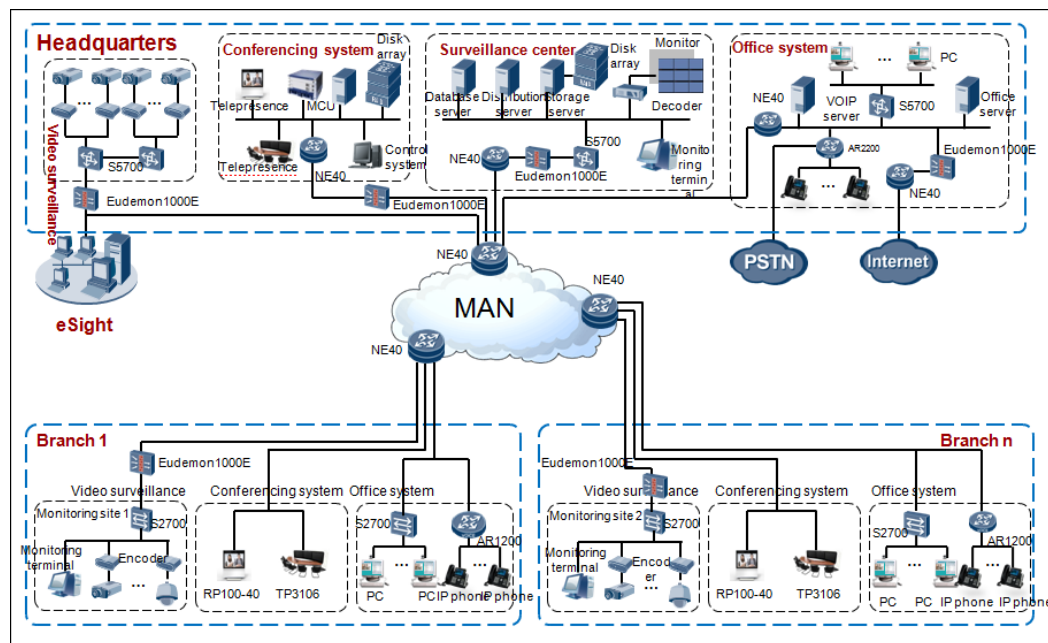 Headquarters
Video surveillance
S5700
Eudemon1000E
eSight
Conferencing system
Disk
array
Telepresence
MCU
Telepresence
Control
system
NE40
Eudemon1000E
Surveillance center
Disk
array
Monitor
Database
server
Distribution
server
Storage
server
Decoder
S5700
NE40
Eudemon1000E
Monitoring
terminal
Office system
PC
...
NE40
VOIP
server
S5700
Office
server
AR2200
Eudemon1000E
...
NE40
PSTN
Internet
NE40
NE40
MAN
NE40
Branch 1
Eudemon1000E
Video surveillance
Conferencing system
Office system
Monitoring site 1
S2700
Monitoring
terminal
Encoder
...
RP100-40
TP3106
S2700
AR1200
...
...
PC
PC
IP phone
IP phone
Branch n
Eudemon1000E
Video surveillance
Conferencing system
Office system
Monitoring site 2
S2700
Monitoring
terminal
Encoder
...
RP100-40
TP3106
S2700
AR1200
...
...
PC
PC
IP phone
IP phone